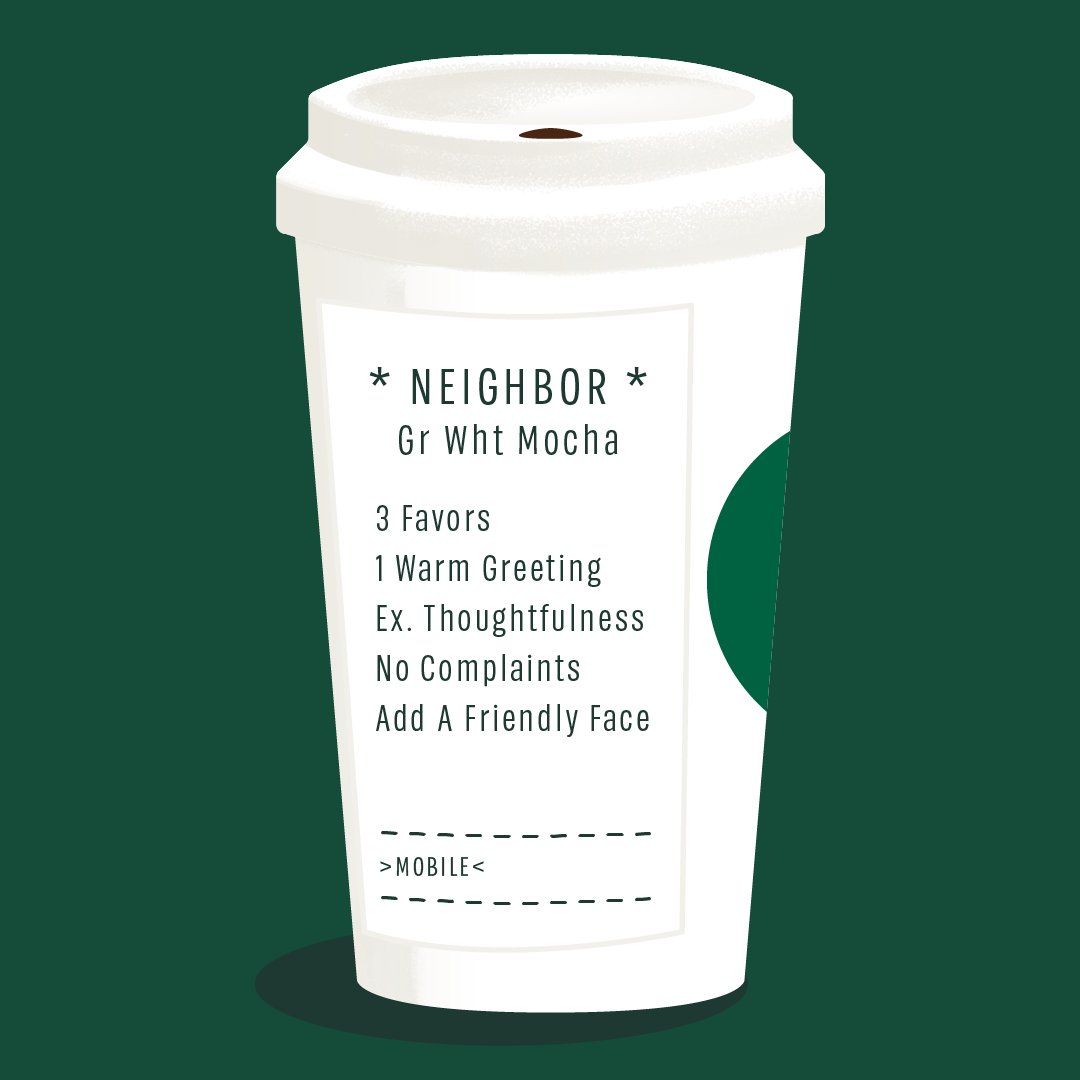 * NEIGHBOR *
Gr Wht Mocha
3 Favors
1 Warm Greeting
Ex. Thoughtfulness
No Complaints
Add A Friendly Face
>MOBILE<